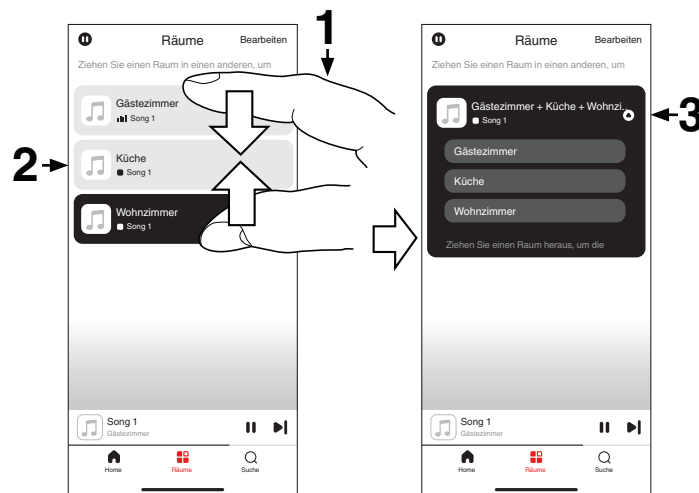 1
2
3
Räume
Bearbeiten
Ziehen Sie einen Raum in einen anderen, um
Gästezimmer
Song 1
Küche
Song 1
Wohnzimmer
Song 1
Song 1
Gästezimmer
Home
Räume
Suche
Räume
Bearbeiten
Ziehen Sie einen Raum in einen anderen, um
Gästezimmer + Küche + Wohnzi...
Song 1
Gästezimmer
Küche
Wohnzimmer
Ziehen Sie einen Raum heraus, um die
Song 1
Gästezimmer
Home
Räume
Suche